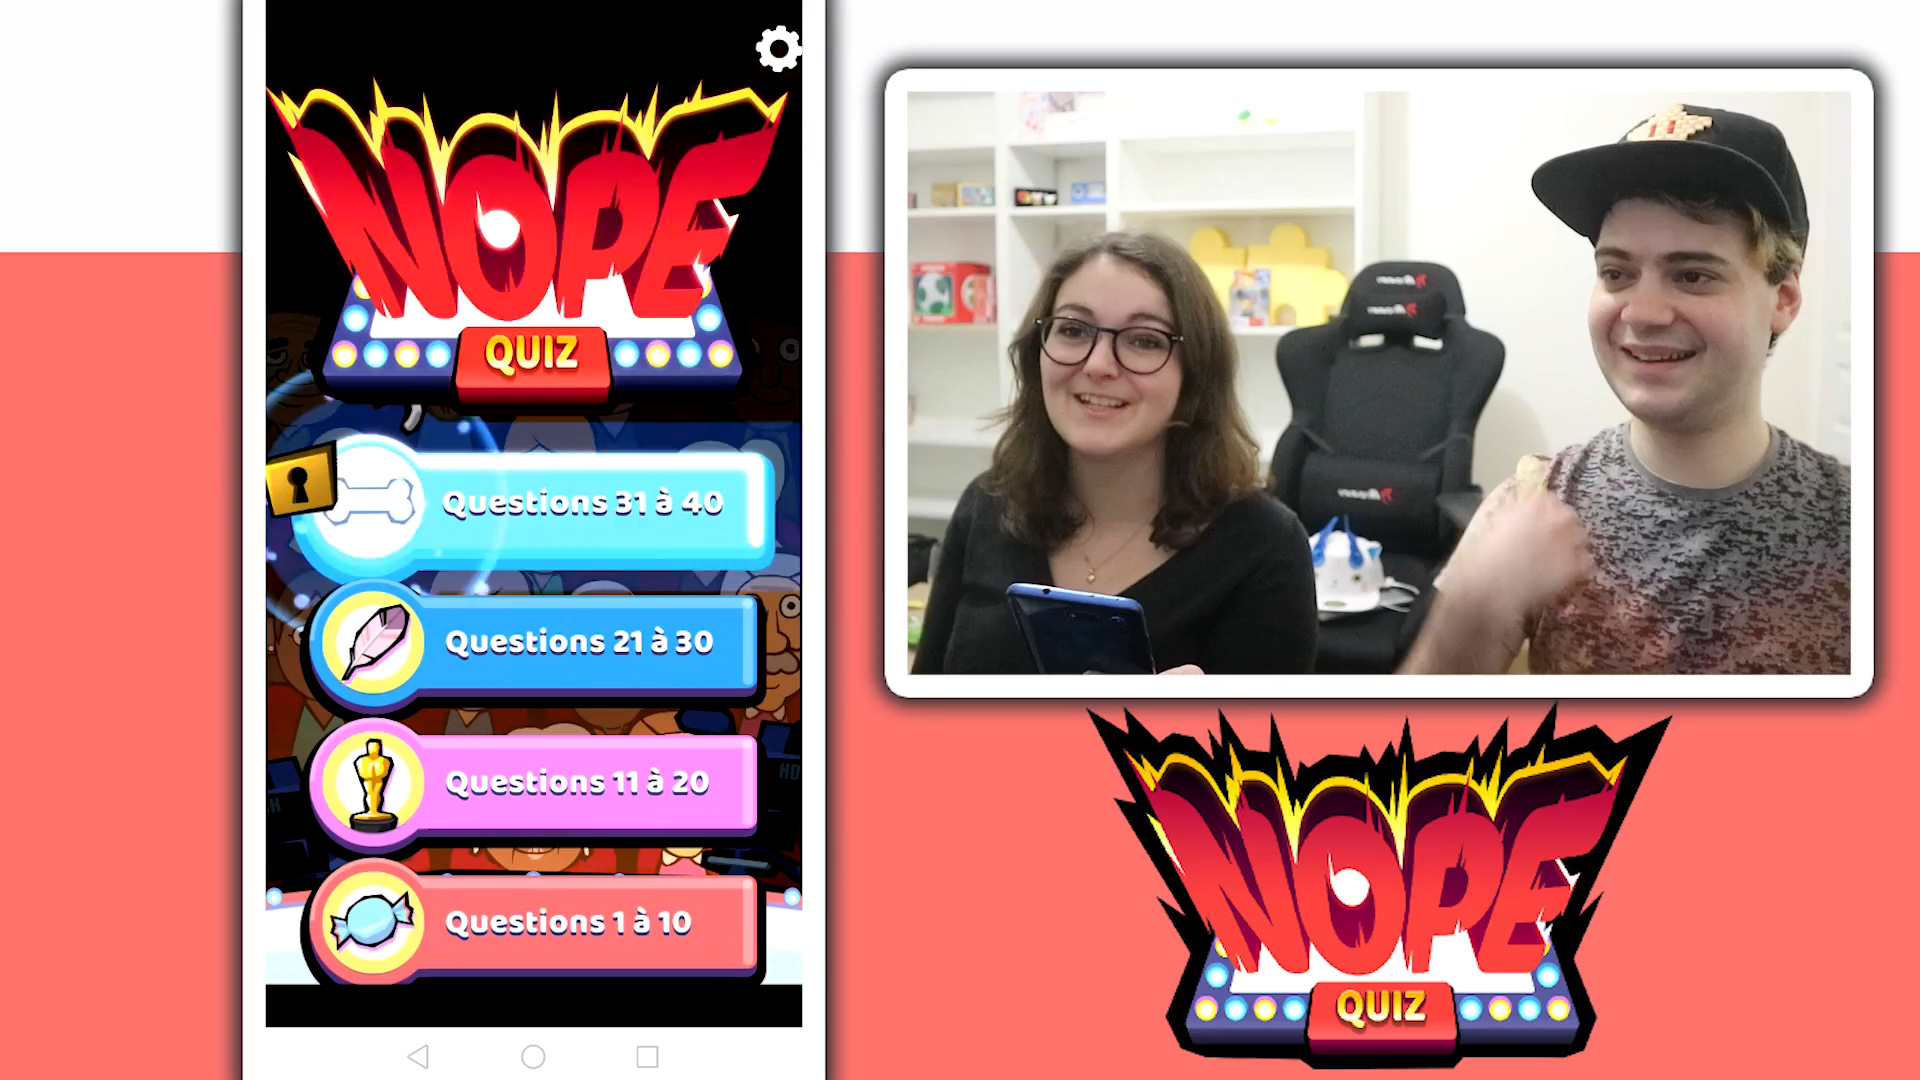 NOPE
QUIZ
Questions 31 à 40
Questions 21 à 30
Questions 11 à 20
Questions 1 à 10
NOPE
QUIZ